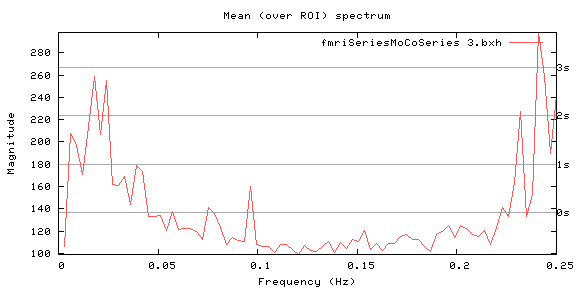 Mean (over ROI) spectrum
fmriSeriesMoCoSeries 3.bxh
280
260
240
220
200
180
160
140
120
100
Magnitude
3s
2s
1s
0s
0 0.05 0.1 0.15 0.2 0.25
Frequency (Hz)